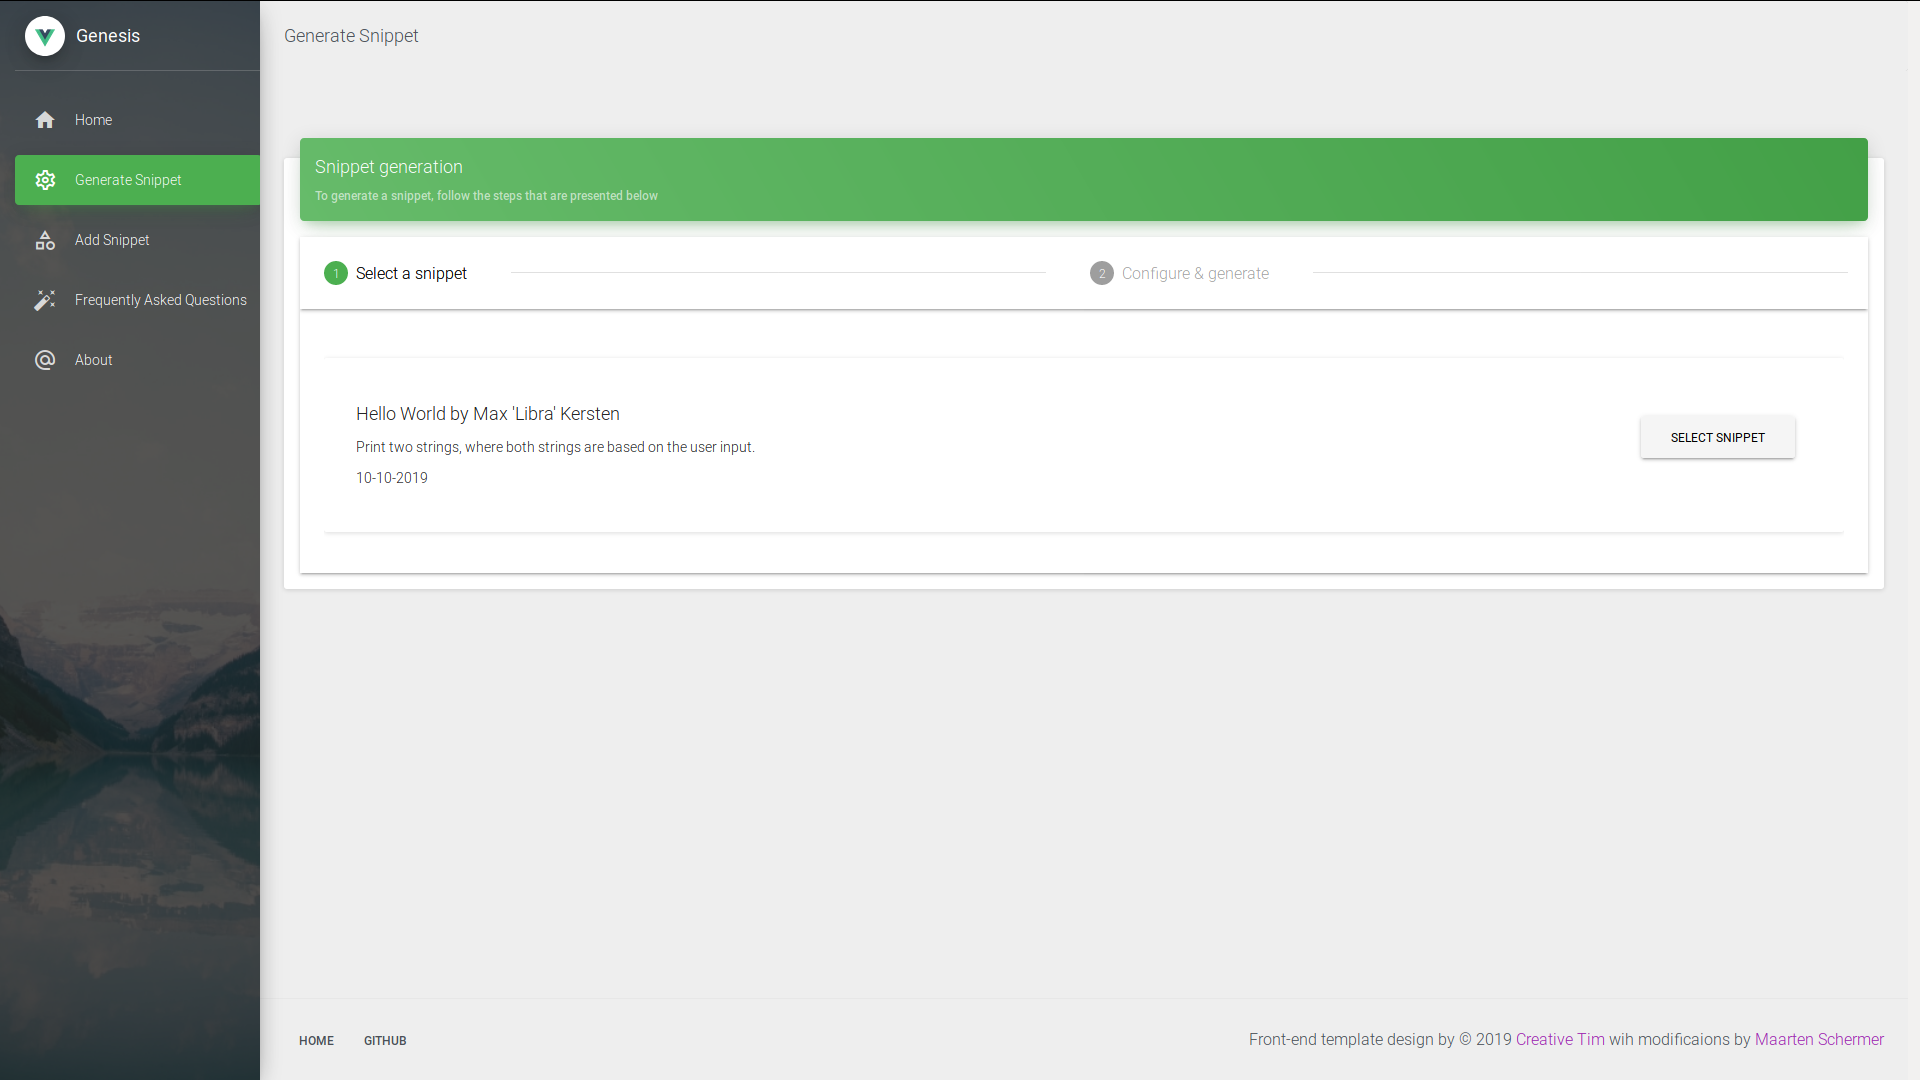 Genesis
Generate Snippet
Home
Generate Snippet
Add Snippet
Frequently Asked Questions
About
Snippet generation
To generate a snippet, follow the steps that are presented below
1 Select a snippet
2 Configure & generate
Hello World by Max 'Libra' Kersten
Print two strings, where both strings are based on the user input.
10-10-2019
SELECT SNIPPET
HOME GITHUB
Front-end template design by © 2019 Creative Tim wih modificaions by Maarten Schermer